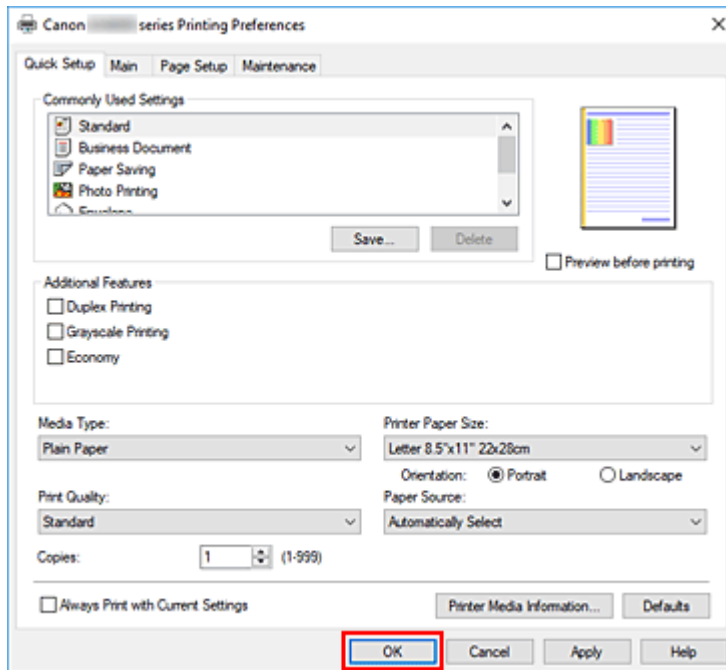 Canon series Printing Preferences
Quick Setup Main Page Setup Maintenance
Commonly Used Settings
Standard
Business Document
Paper Saving
Photo Printing
Envelope
Save... Delete
Preview before printing
Additional Features
Duplex Printing
Grayscale Printing
Economy
Media Type: Printer Paper Size:
Plain Paper Letter 8.5"x11" 22x28cm
Orientation: Portrait Landscape
Print Quality: Paper Source:
Standard Automatically Select
Copies: 1 (1-999)
Always Print with Current Settings Printer Media Information... Defaults
OK Cancel Apply Help